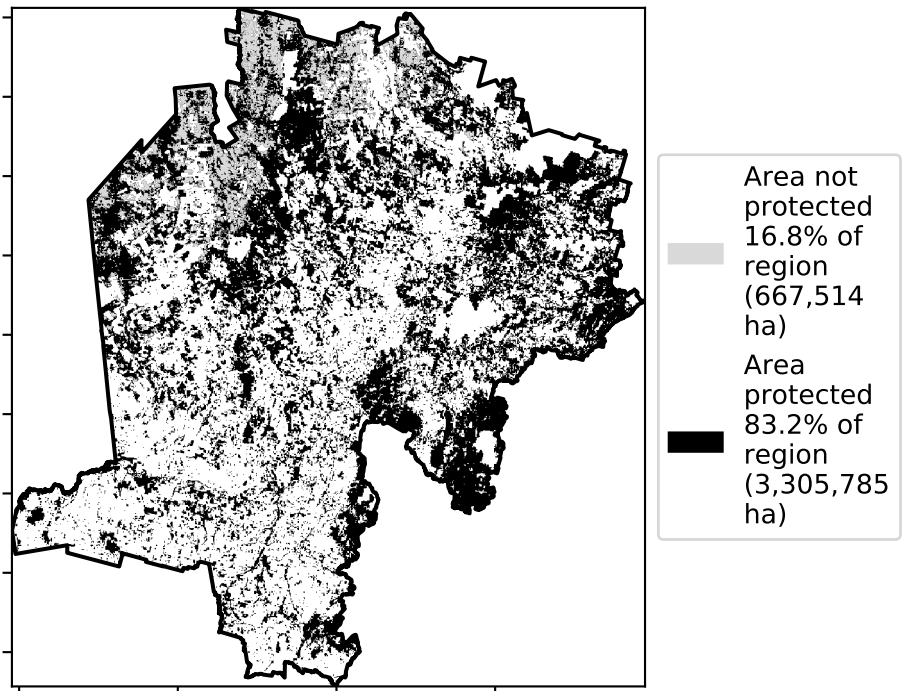 Area not
protected
16.8% of
region
(667,514
ha)
Area
protected
83.2% of
region
(3,305,785
ha)